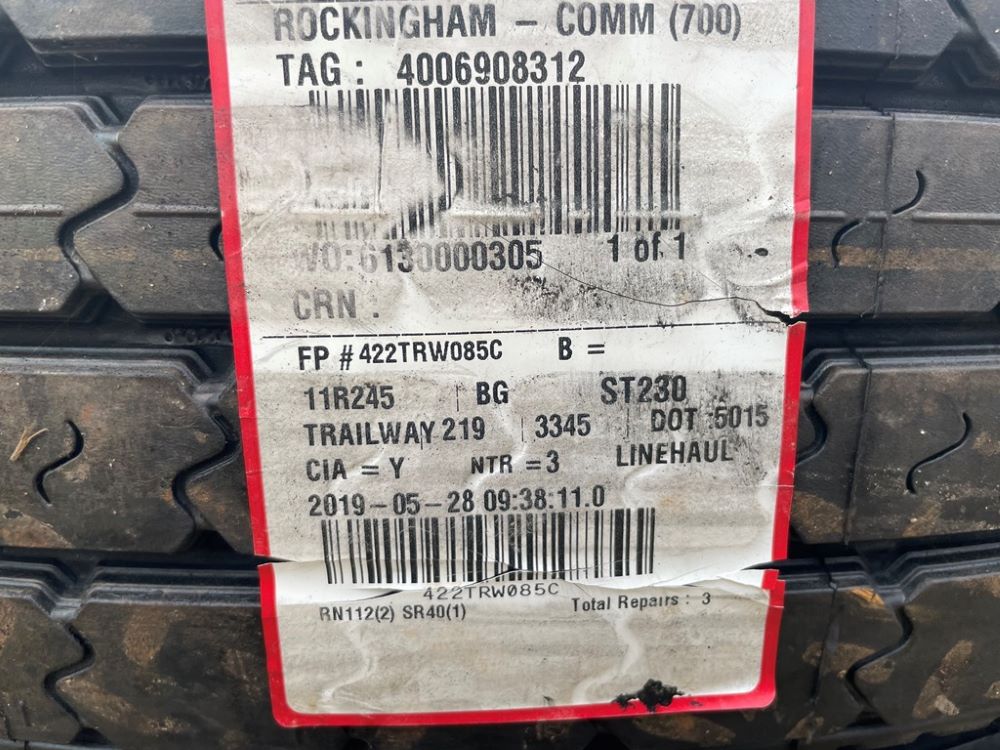 ROCKINGHAM - COMM (700)
TAG : 4006908312
WO:6130000305 1 of 1
CRN :
FP # 422TRW085C B =
11R245 BG ST230
TRAILWAY 219 3345 DOT :5015
CIA = Y NTR = 3 LINEHAUL
2019-05-28 09:38:11.0
422TRW085C
RN112(2) SR40(1) Total Repairs : 3